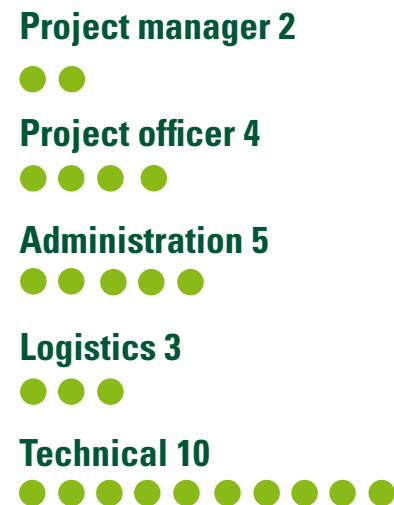 Project manager 2
Project officer 4
Administration 5
Logistics 3
Technical 10